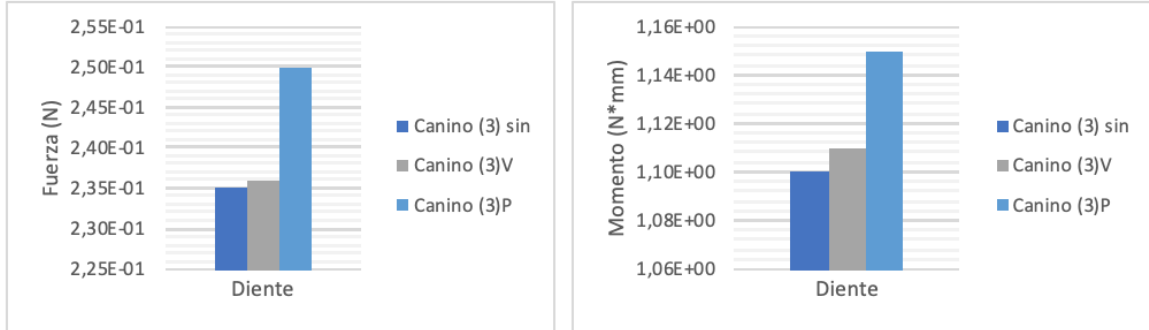 Fuerza (N)
2,55E-01
2,50E-01
2,45E-01
2,40E-01
2,35E-01
2,30E-01
2,25E-01
Diente
Canino (3) sin
Canino (3)V
Canino (3)P
Momento (N*mm)
1,16E+00
1,14E+00
1,12E+00
1,10E+00
1,08E+00
1,06E+00
Diente
Canino (3) sin
Canino (3)V
Canino (3)P